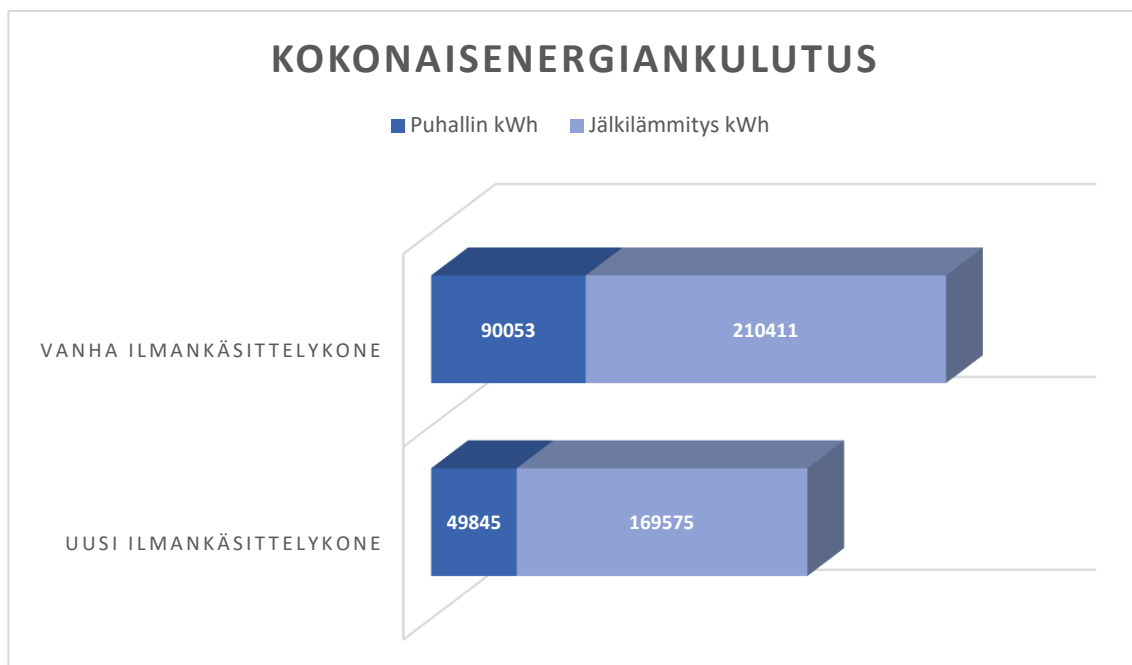 KOKONAISENERGIANKULUTUS
Puhallin kWh Jälkilämmitys kWh
VANHA ILMANKÄSITTELYKONE 90053 210411
UUSI ILMANKÄSITTELYKONE 49845 169575